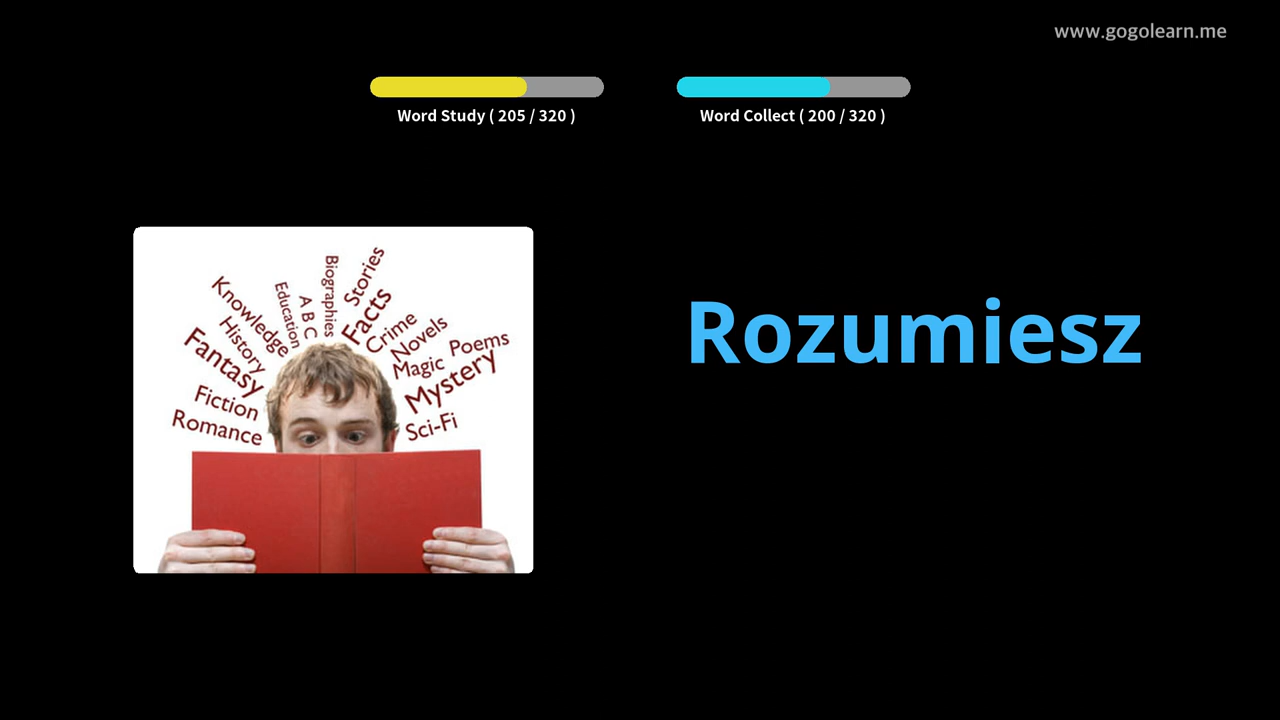 www.gogolearn.me
Word Study ( 205 / 320 )
Word Collect ( 200 / 320 )
Rozumiesz
Biographies
Stories
Education
A B C
Facts
Knowledge
Crime
History
Novels
Poems
Fantasy
Magic
Mystery
Fiction
Romance
Sci-Fi